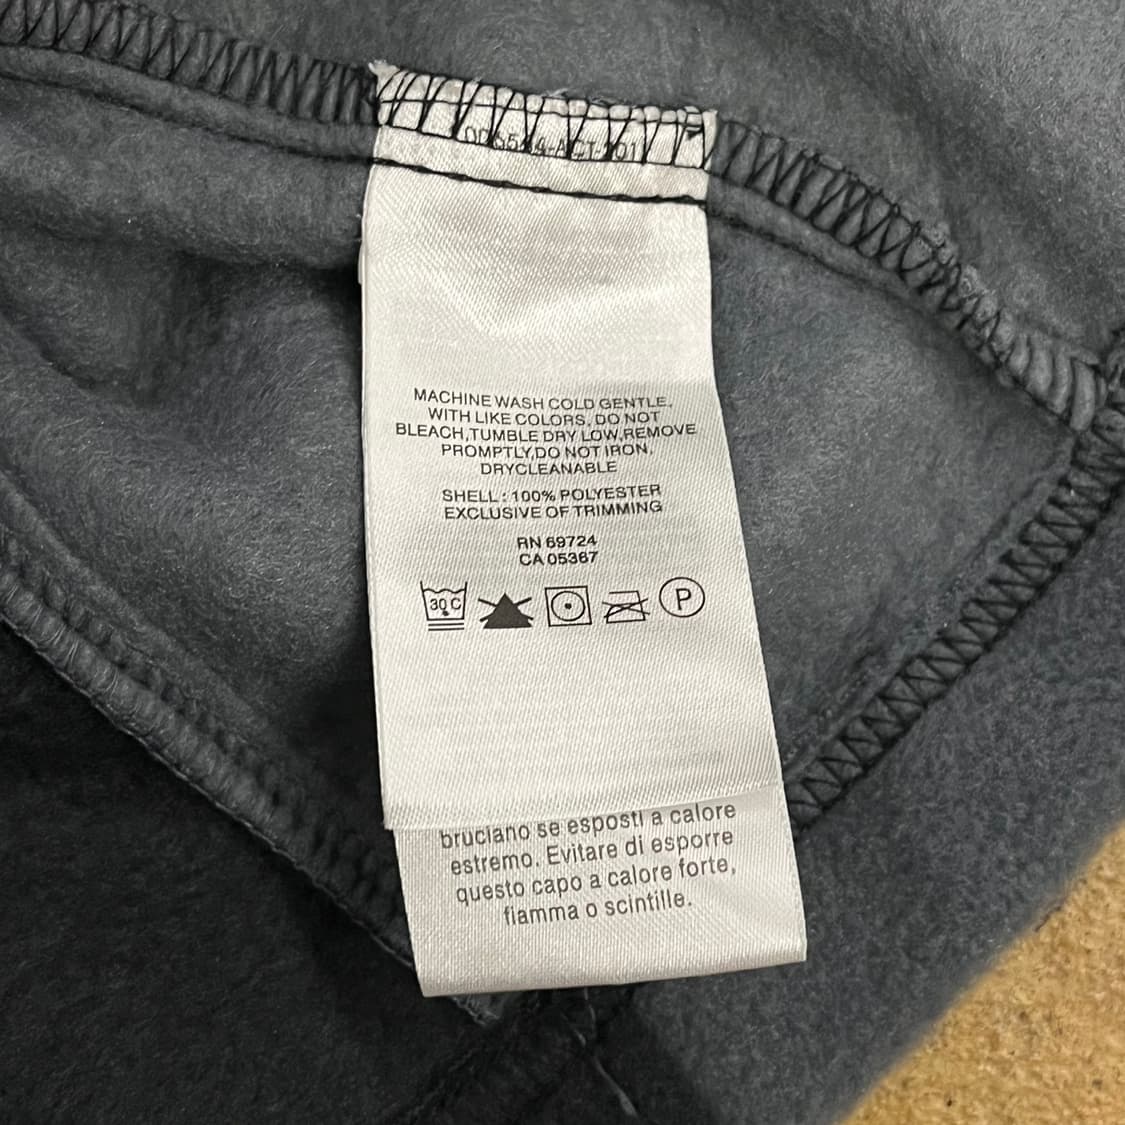 MACHINE WASH COLD GENTLE,
WITH LIKE COLORS, DO NOT
BLEACH,TUMBLE DRY LOW,REMOVE
PROMPTLY,DO NOT IRON.
DRYCLEANABLE
SHELL : 100% POLYESTER
EXCLUSIVE OF TRIMMING
RN 69724
CA 05367
30 C
P
bruciano se esposti a calore
estremo. Evitare di esporre
questo capo a calore forte,
fiamma o scintille.